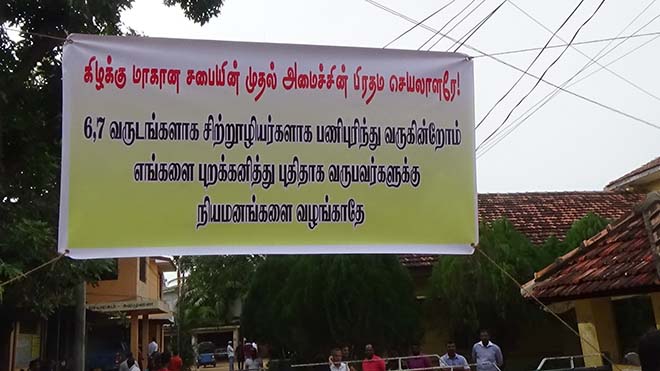 கிழக்கு மாகான சபையின் முதல் அமைச்சின் பிரதம செயலாளரே!
6,7 வருடங்களாக சிற்றூழியர்களாக பணிபுரிந்து வருகின்றோம்
எங்களை புறக்கனித்து புதிதாக வருபவர்களுக்கு
நியமனங்களை வழங்காதே